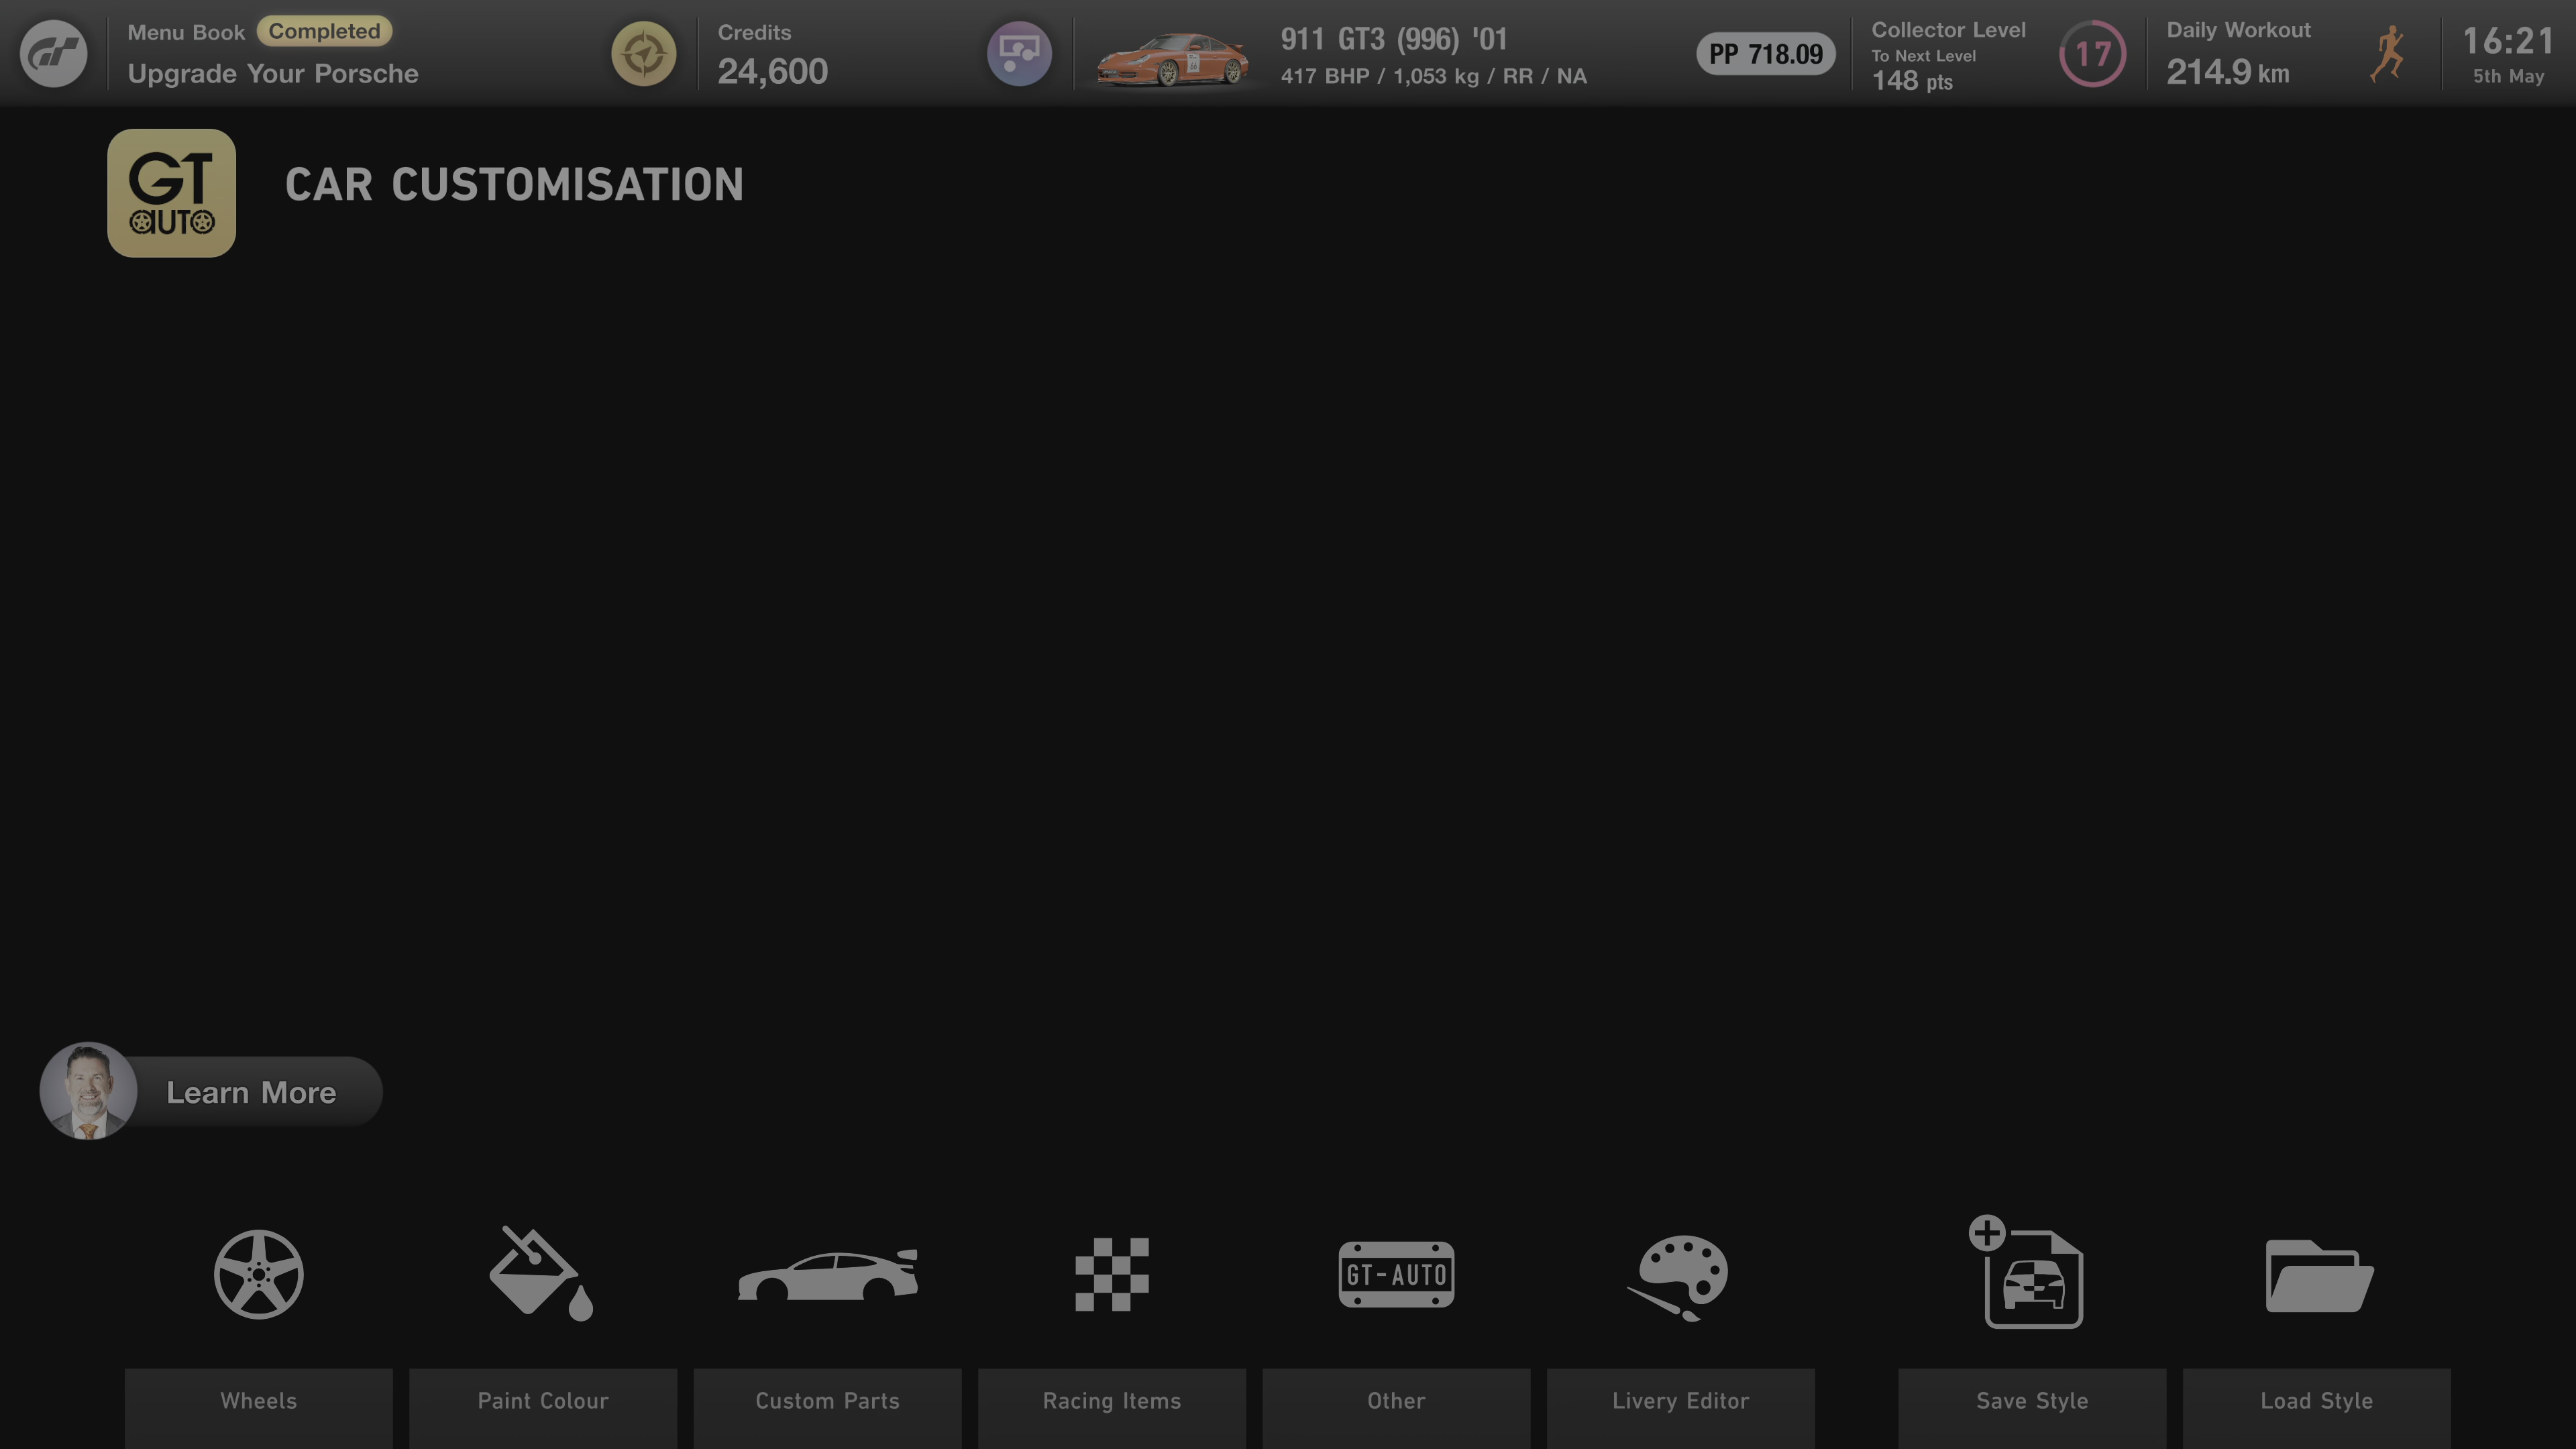 Menu Book Completed
Upgrade Your Porsche
Credits
24,600
911 GT3 (996) '01
417 BHP / 1,053 kg / RR / NA
PP 718.09
Collector Level
To Next Level
148 pts
17
Daily Workout
214.9 km
16:21
5th May
GT
auto
CAR CUSTOMISATION
Learn More
GT-AUTO
Wheels
Paint Colour
Custom Parts
Racing Items
Other
Livery Editor
Save Style
Load Style